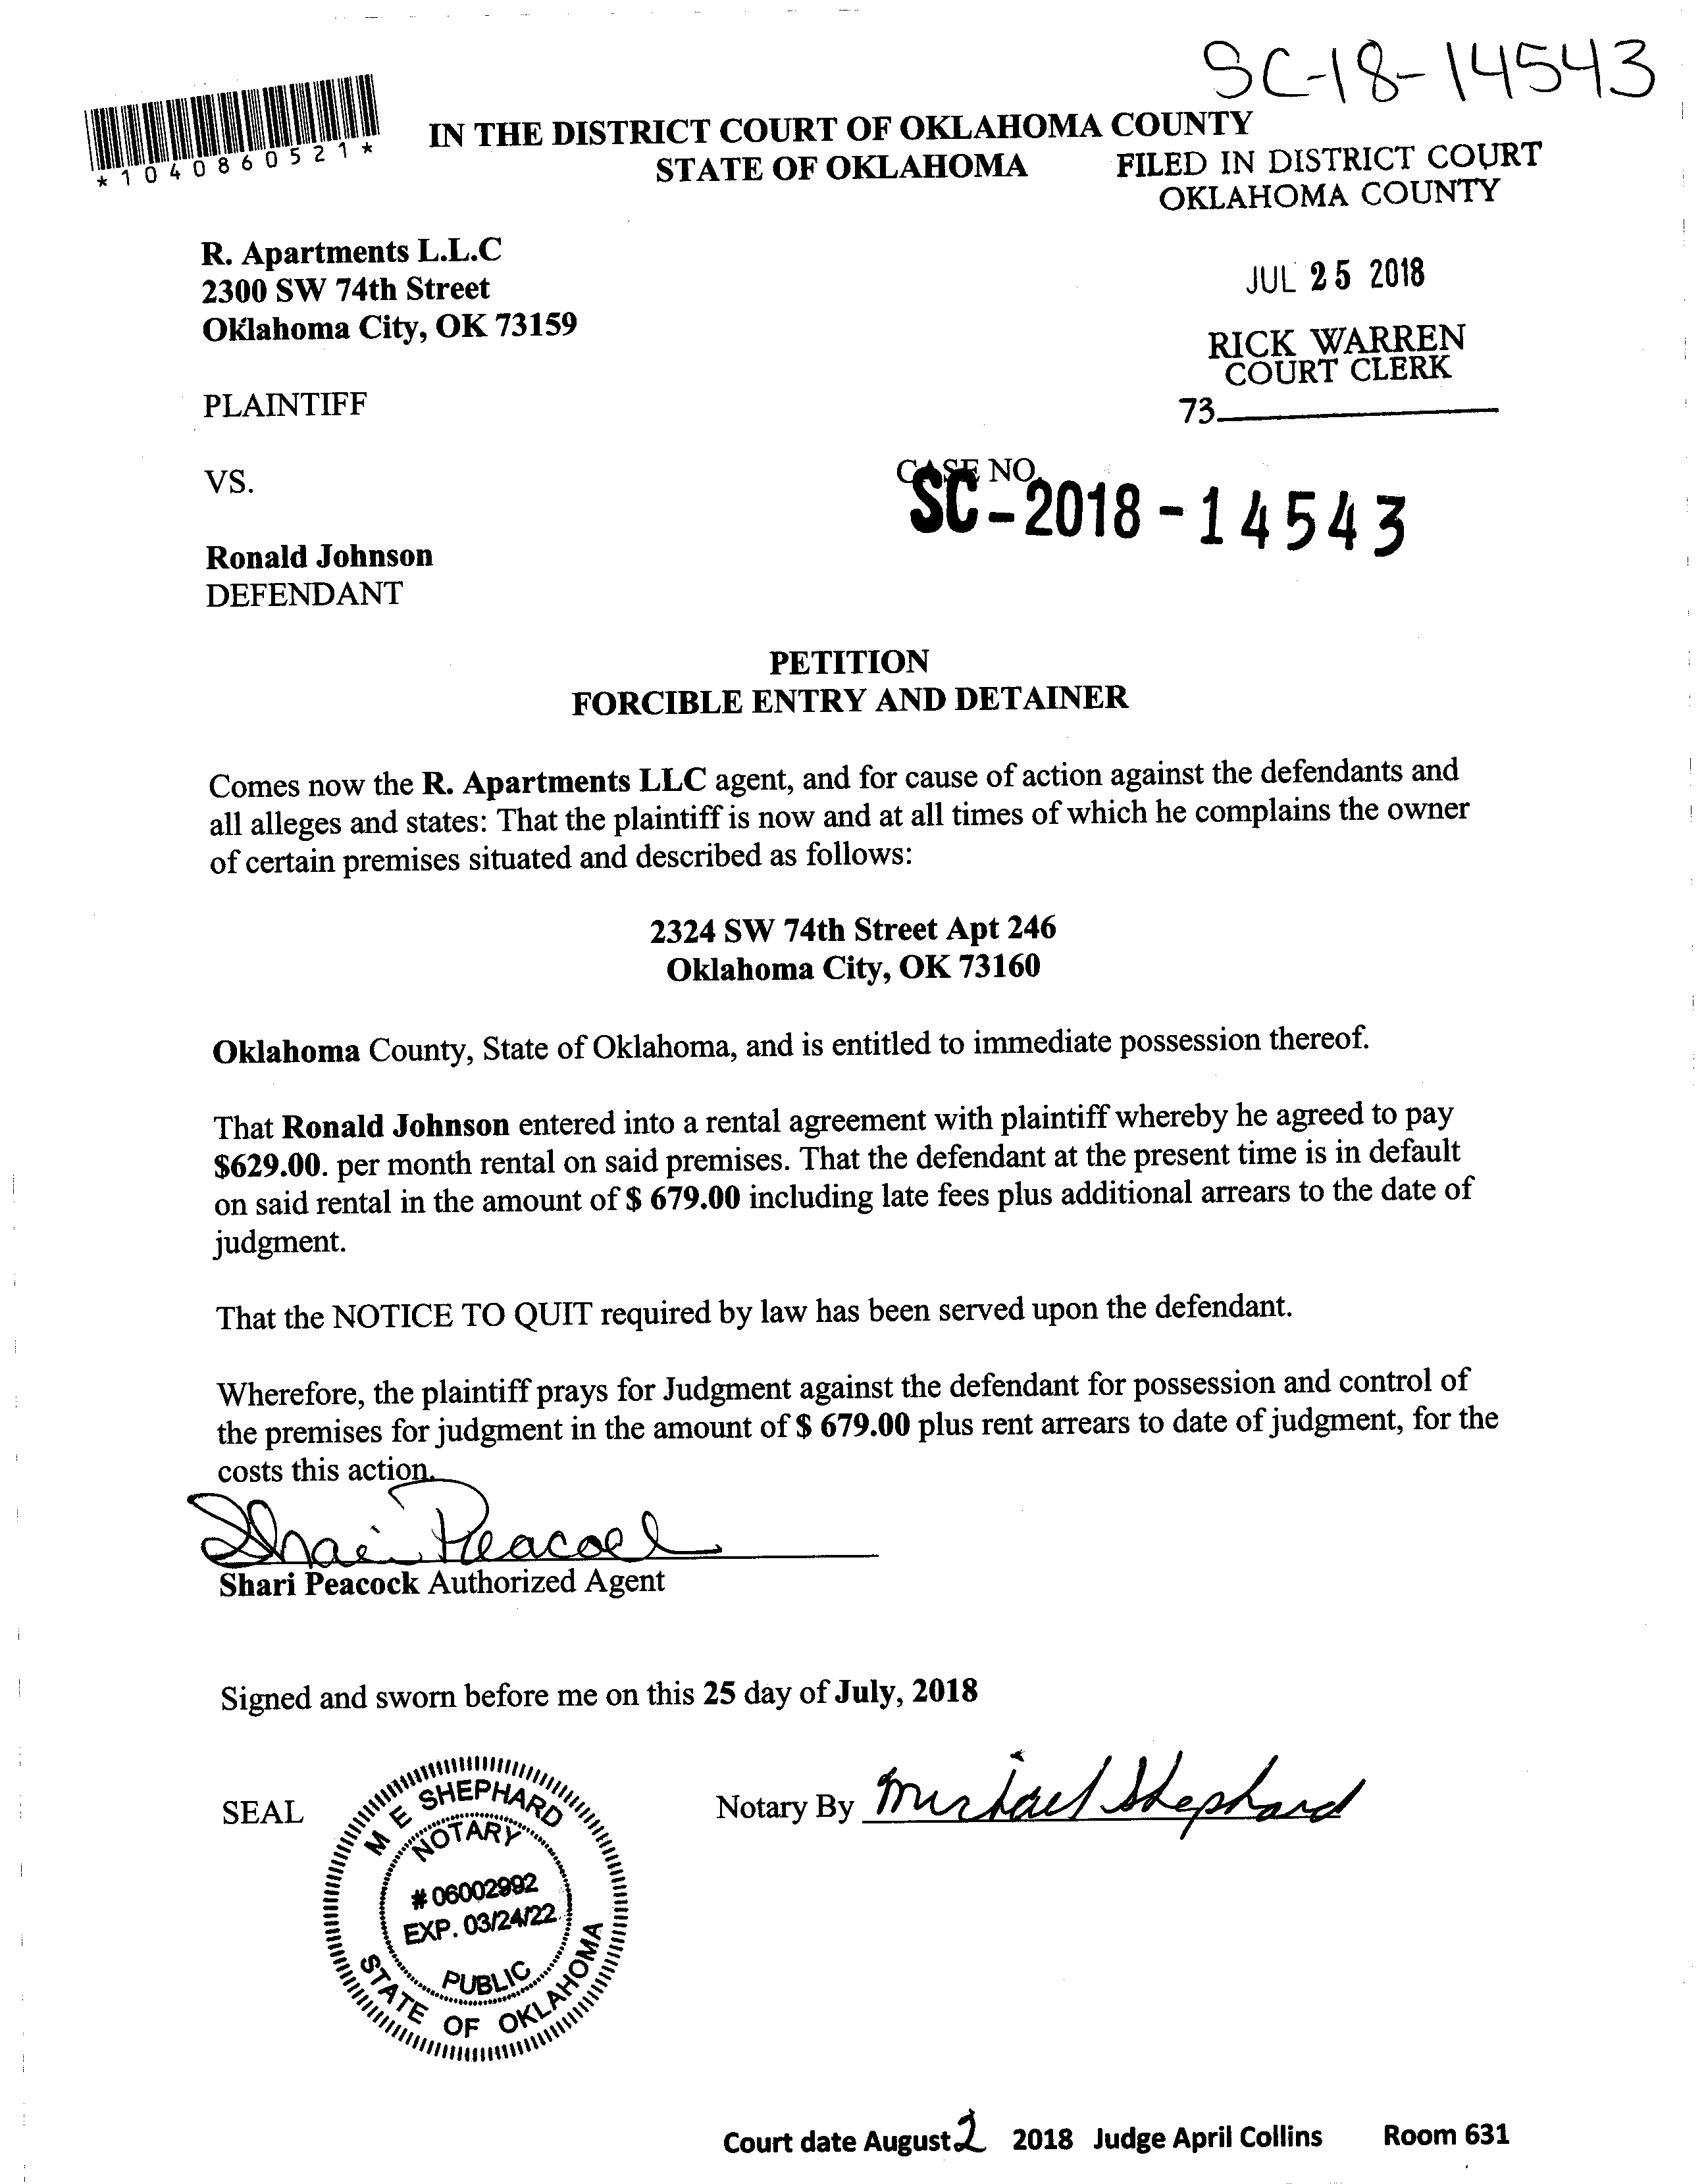 SC-18-14543
*1040860521*
IN THE DISTRICT COURT OF OKLAHOMA COUNTY
STATE OF OKLAHOMA
FILED IN DISTRICT COURT
OKLAHOMA COUNTY
R. Apartments L.L.C
2300 SW 74th Street
Oklahoma City, OK 73159
JUL 25 2018
RICK WARREN
COURT CLERK
PLAINTIFF
73
VS.
CASE NO.
SC-2018-14543
Ronald Johnson
DEFENDANT
PETITION
FORCIBLE ENTRY AND DETAINER
Comes now the R. Apartments LLC agent, and for cause of action against the defendants and
all alleges and states: That the plaintiff is now and at all times of which he complains the owner
of certain premises situated and described as follows:
2324 SW 74th Street Apt 246
Oklahoma City, OK 73160
Oklahoma County, State of Oklahoma, and is entitled to immediate possession thereof.
That Ronald Johnson entered into a rental agreement with plaintiff whereby he agreed to pay
$629.00. per month rental on said premises. That the defendant at the present time is in default
on said rental in the amount of $ 679.00 including late fees plus additional arrears to the date of
judgment.
That the NOTICE TO QUIT required by law has been served upon the defendant.
Wherefore, the plaintiff prays for Judgment against the defendant for possession and control of
the premises for judgment in the amount of $ 679.00 plus rent arrears to date of judgment, for the
costs this action.
Shari Peacock
Shari Peacock Authorized Agent
Signed and sworn before me on this 25 day of July, 2018
SEAL
M E SHEPHARD
NOTARY
# 06002992
EXP. 03/24/22
PUBLIC
STATE OF OKLAHOMA
Notary By Michael Shephard
Court date August 2 2018 Judge April Collins Room 631